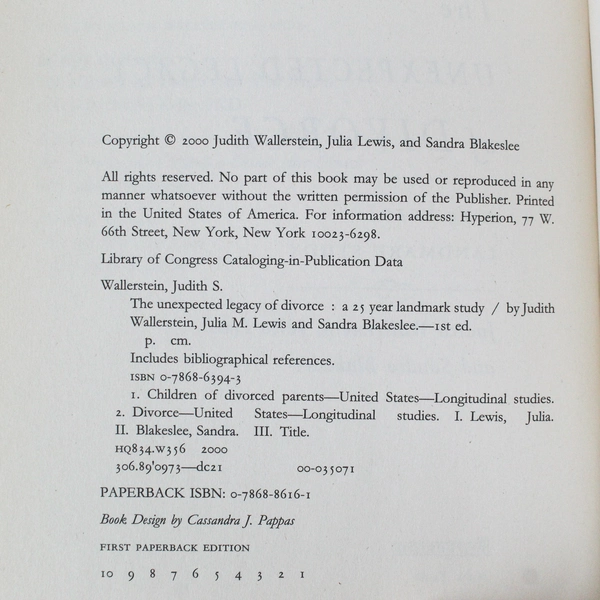 Copyright © 2000 Judith Wallerstein, Julia Lewis, and Sandra Blakeslee
All rights reserved. No part of this book may be used or reproduced in any
manner whatsoever without the written permission of the Publisher. Printed
in the United States of America. For information address: Hyperion, 77 W.
66th Street, New York, New York 10023-6298.
Library of Congress Cataloging-in-Publication Data
Wallerstein, Judith S.
The unexpected legacy of divorce : a 25 year landmark study / by Judith
Wallerstein, Julia M. Lewis and Sandra Blakeslee.—1st ed.
p. cm.
Includes bibliographical references.
ISBN 0-7868-6394-3
1. Children of divorced parents—United States—Longitudinal studies.
2. Divorce—United States—Longitudinal studies. I. Lewis, Julia.
II. Blakeslee, Sandra. III. Title.
HQ834.W356 2000
306.89'0973—dc21 00-035071
PAPERBACK ISBN: 0-7868-8616-1
Book Design by Cassandra J. Pappas
FIRST PAPERBACK EDITION
10 9 8 7 6 5 4 3 2 1